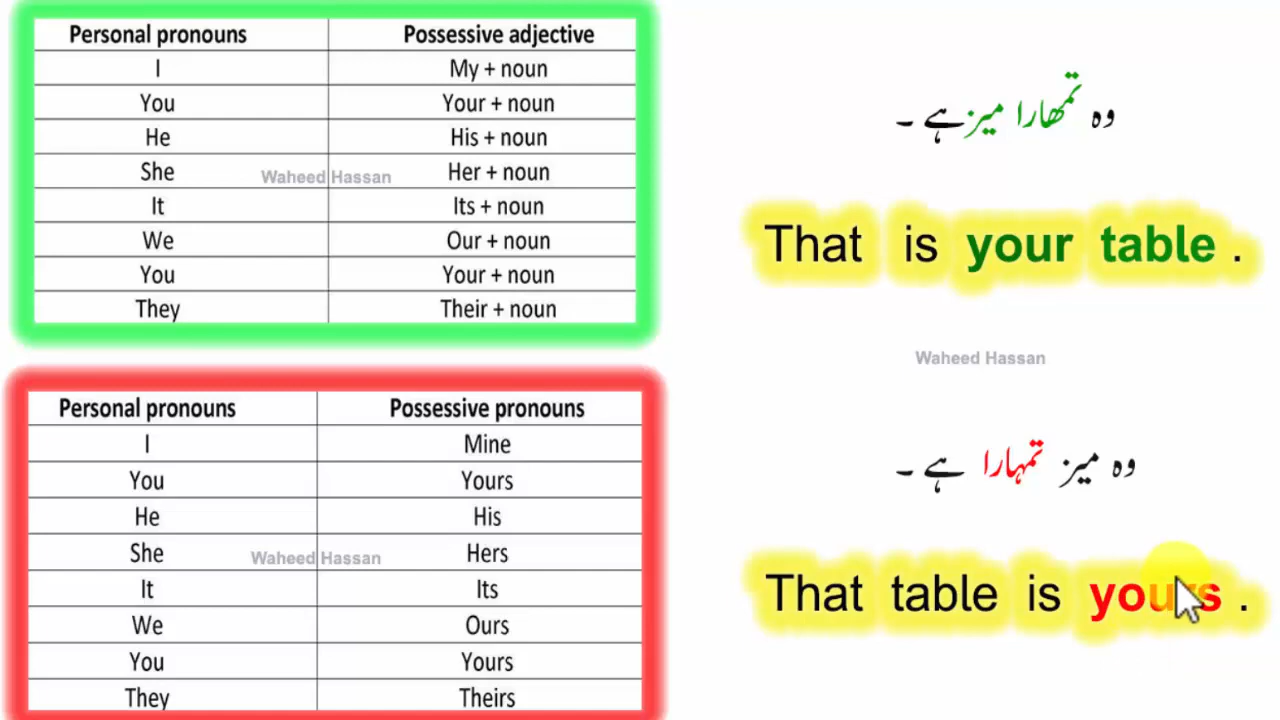 Personal pronouns Possessive adjective
I My + noun
You Your + noun
He His + noun
She Her + noun
Waheed Hassan
It Its + noun
We Our + noun
You Your + noun
They Their + noun
Personal pronouns Possessive pronouns
I Mine
You Yours
He His
She Hers
Waheed Hassan
It Its
We Ours
You Yours
They Theirs
وہ تمھارا میز ہے ۔
That is your table .
Waheed Hassan
وہ میز تمہارا ہے ۔
That table is yours .